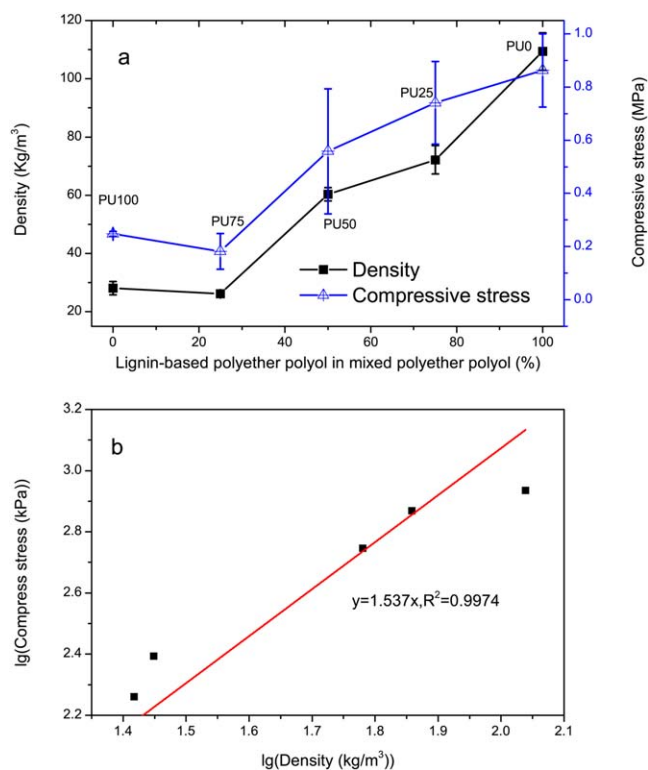 a
Density (Kg/m³)
Compressive stress (MPa)
120
100
80
60
40
20
1.0
0.8
0.6
0.4
0.2
0.0
PU100
PU75
PU50
PU25
PU0
Density
Compressive stress
0
20
40
60
80
100
Lignin-based polyether polyol in mixed polyether polyol (%)
b
lg(Compress stress (kPa))
3.2
3.0
2.8
2.6
2.4
2.2
y=1.537x,R²=0.9974
1.4
1.5
1.6
1.7
1.8
1.9
2.0
2.1
lg(Density (kg/m³))